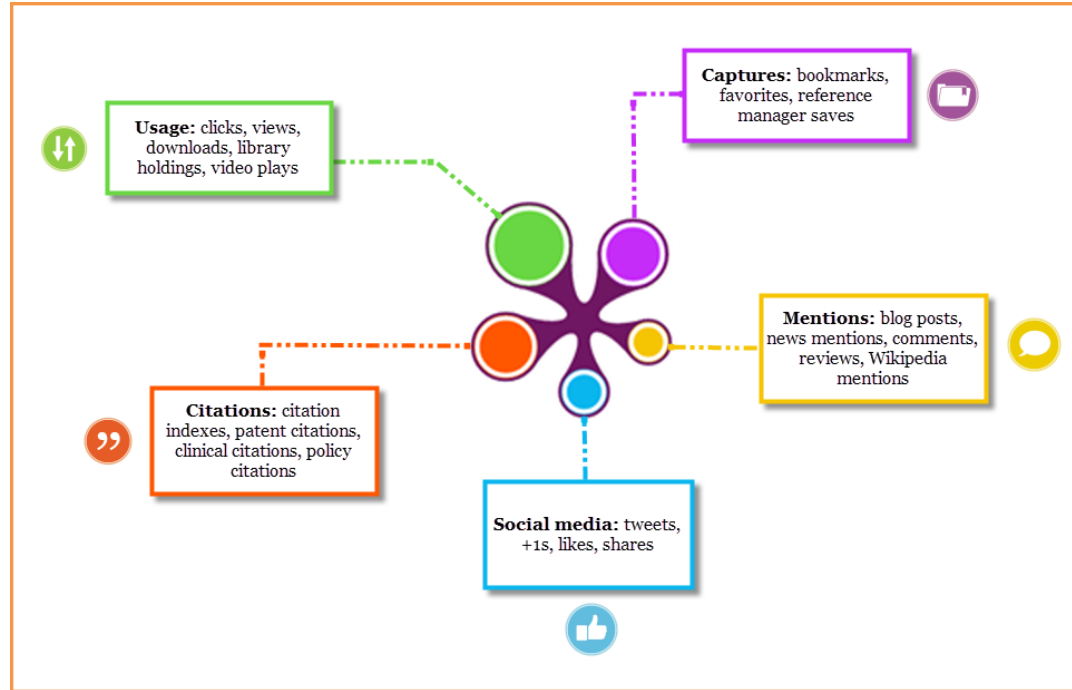 Captures: bookmarks,
favorites, reference
manager saves
Usage: clicks, views,
downloads, library
holdings, video plays
Mentions: blog posts,
news mentions, comments,
reviews, Wikipedia
mentions
Citations: citation
indexes, patent citations,
clinical citations, policy
citations
Social media: tweets,
+1s, likes, shares